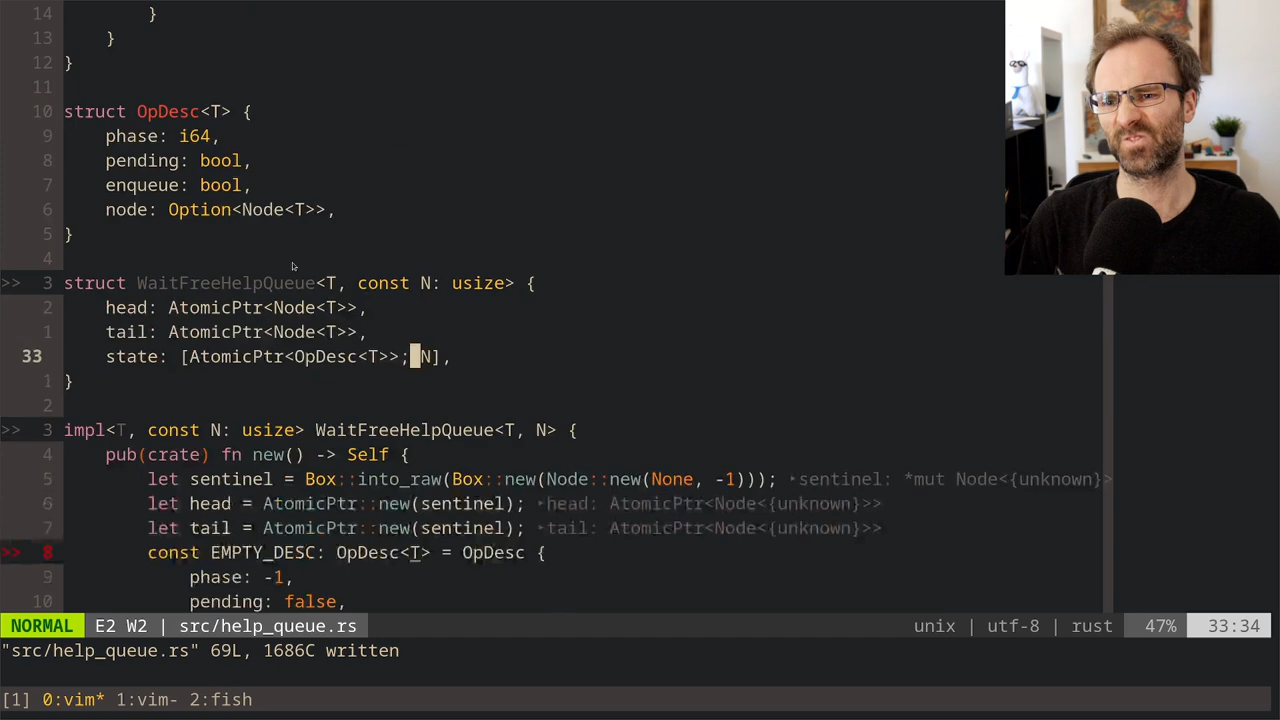 14 }
13 }
12 }
11
10 struct OpDesc<T> {
9 phase: i64,
8 pending: bool,
7 enqueue: bool,
6 node: Option<Node<T>>,
5 }
4
>> 3 struct WaitFreeHelpQueue<T, const N: usize> {
2 head: AtomicPtr<Node<T>>,
1 tail: AtomicPtr<Node<T>>,
33 state: [AtomicPtr<OpDesc<T>>; N],
1 }
2
>> 3 impl<T, const N: usize> WaitFreeHelpQueue<T, N> {
4 pub(crate) fn new() -> Self {
5 let sentinel = Box::into_raw(Box::new(Node::new(None, -1))); ‣sentinel: *mut Node<{unknown}>
6 let head = AtomicPtr::new(sentinel); ‣head: AtomicPtr<Node<{unknown}>>
7 let tail = AtomicPtr::new(sentinel); ‣tail: AtomicPtr<Node<{unknown}>>
>> 8 const EMPTY_DESC: OpDesc<T> = OpDesc {
9 phase: -1,
10 pending: false,
NORMAL E2 W2 | src/help_queue.rs unix | utf-8 | rust 47% 33:34
"src/help_queue.rs" 69L, 1686C written
[1] 0:vim* 1:vim- 2:fish